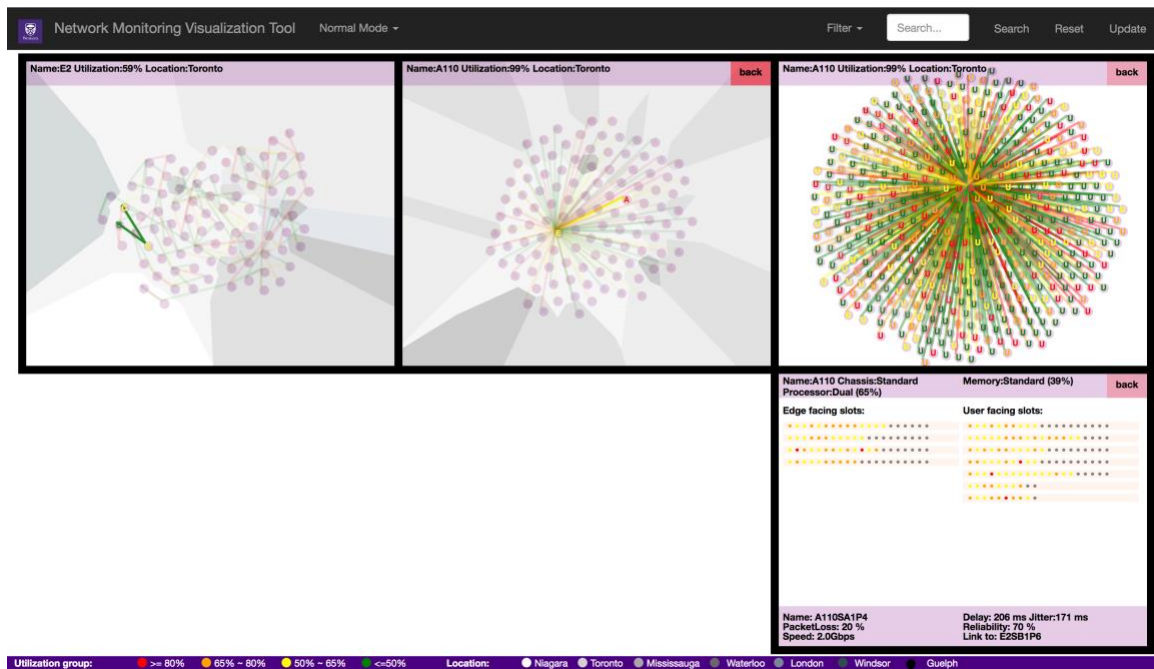 Network Monitoring Visualization Tool Normal Mode Filter Search... Search Reset Update
Name:E2 Utilization:59% Location:Toronto
Name:A110 Utilization:99% Location:Toronto back
Name:A110 Utilization:99% Location:Toronto back
Name:A110 Chassis:Standard Memory:Standard (39%) back
Processor:Dual (65%)
Edge facing slots: User facing slots:
Name: A110SA1P4 Delay: 206 ms Jitter:171 ms
PacketLoss: 20 % Reliability: 70 %
Speed: 2.0Gbps Link to: E2SB1P6
Utilization group: >= 80% 65% ~ 80% 50% ~ 65% <=50% Location: Niagara Toronto Mississauga Waterloo London Windsor Guelph